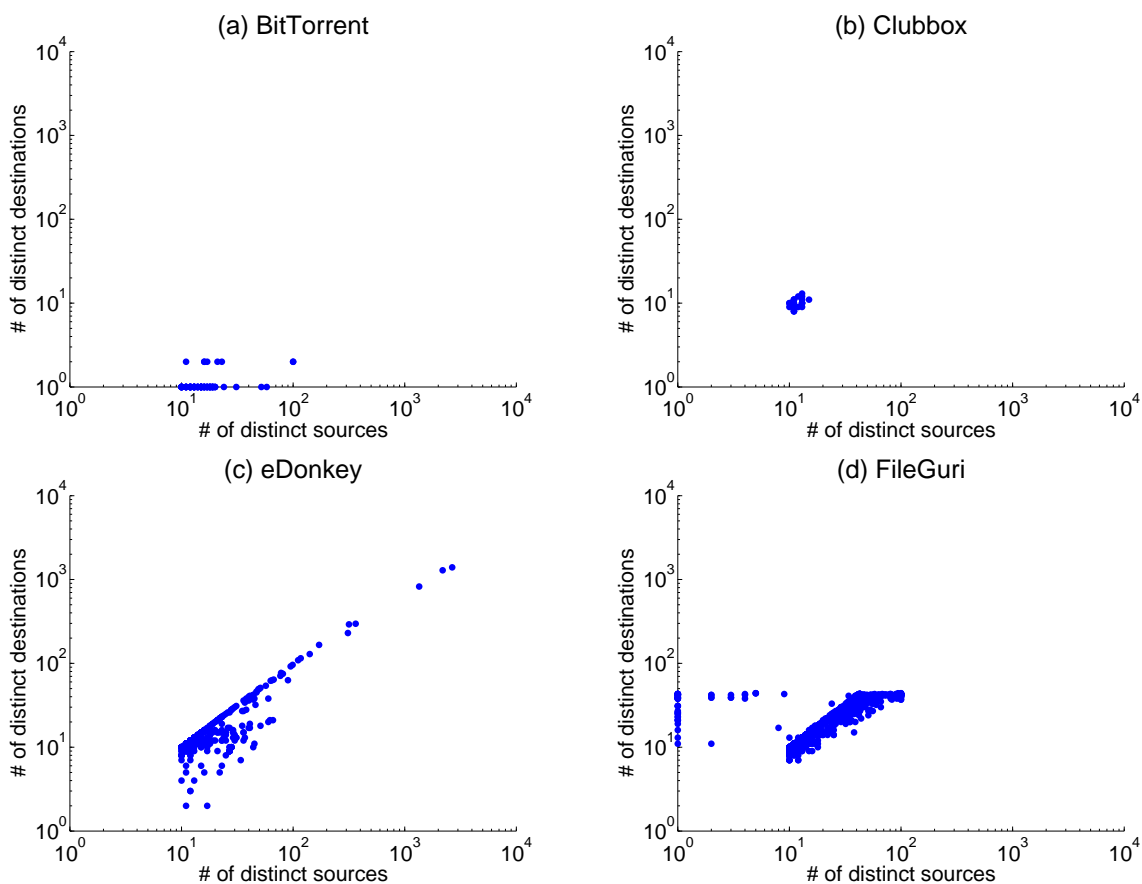 (a) BitTorrent
10^4
10^3
10^2
10^1
10^0
# of distinct destinations
10^0 10^1 10^2 10^3 10^4
# of distinct sources
(b) Clubbox
10^4
10^3
10^2
10^1
10^0
# of distinct destinations
10^0 10^1 10^2 10^3 10^4
# of distinct sources
(c) eDonkey
10^4
10^3
10^2
10^1
10^0
# of distinct destinations
10^0 10^1 10^2 10^3 10^4
# of distinct sources
(d) FileGuri
10^4
10^3
10^2
10^1
10^0
# of distinct destinations
10^0 10^1 10^2 10^3 10^4
# of distinct sources